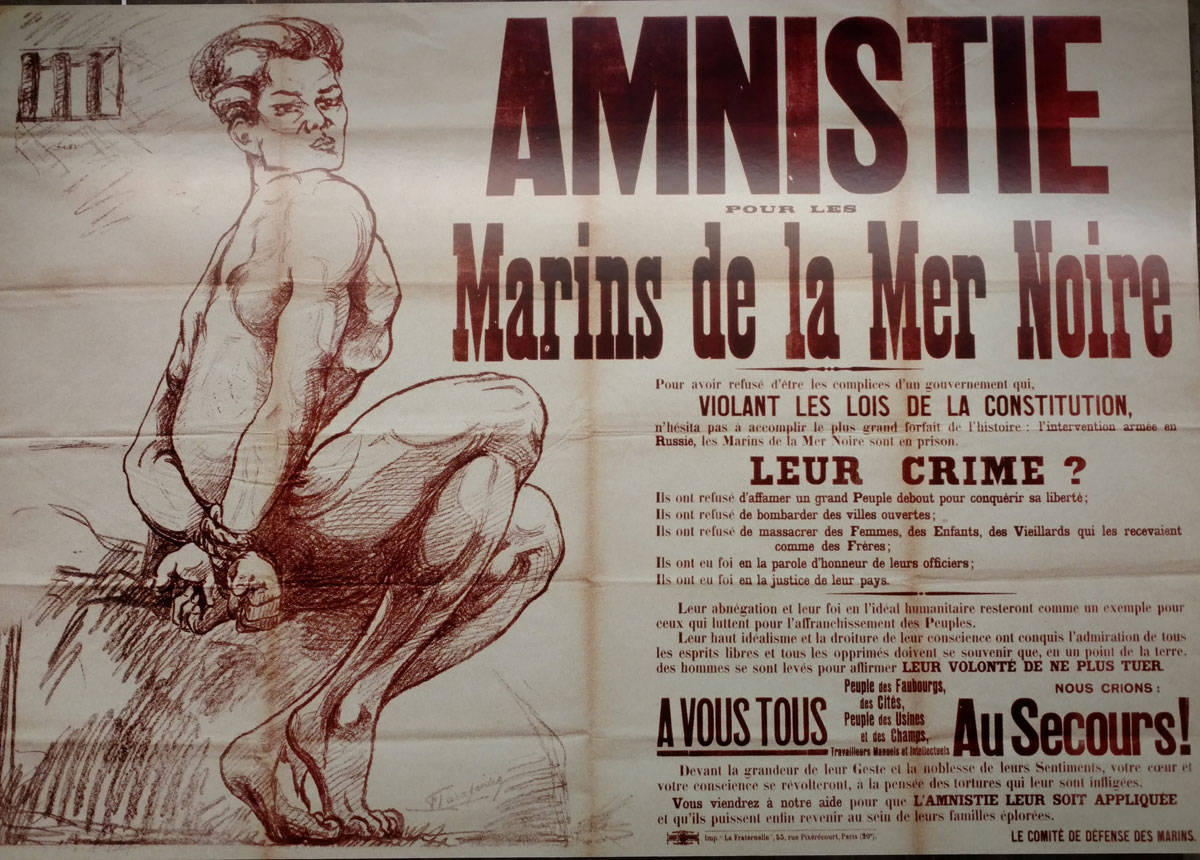 AMNISTIE
POUR LES
Marins de la Mer Noire
Pour avoir refusé d'être les complices d'un gouvernement qui,
VIOLANT LES LOIS DE LA CONSTITUTION,
n'hésita pas à accomplir le plus grand forfait de l'histoire : l'intervention armée en
Russie, les Marins de la Mer Noire sont en prison.
LEUR CRIME ?
Ils ont refusé d'affamer un grand Peuple debout pour conquérir sa liberté ;
Ils ont refusé de bombarder des villes ouvertes ;
Ils ont refusé de massacrer des Femmes, des Enfants, des Vieillards qui les recevaient
comme des Frères ;
Ils ont eu foi en la parole d'honneur de leurs officiers ;
Ils ont eu foi en la justice de leur pays.
Leur abnégation et leur foi en l'idéal humanitaire resteront comme un exemple pour
ceux qui luttent pour l'affranchissement des Peuples.
Leur haut idéalisme et la droiture de leur conscience ont conquis l'admiration de tous
les esprits libres et tous les opprimés doivent se souvenir que, en un point de la terre,
des hommes se sont levés pour affirmer LEUR VOLONTÉ DE NE PLUS TUER.
A VOUS TOUS
Peuple des Faubourgs,
des Cités,
Peuple des Usines
et des Champs,
Travailleurs Manuels et Intellectuels
NOUS CRIONS :
Au Secours!
Devant la grandeur de leur Geste et la noblesse de leurs Sentiments, votre cœur et
votre conscience se révolteront, à la pensée des tortures qui leur sont infligées.
Vous viendrez à notre aide pour que L'AMNISTIE LEUR SOIT APPLIQUÉE
et qu'ils puissent enfin revenir au sein de leurs familles éplorées.
Imp. "La Fraternelle", 55, rue Pixérécourt, Paris (20e).
LE COMITÉ DE DÉFENSE DES MARINS.